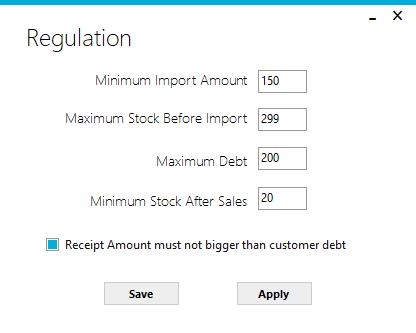 Regulation
Minimum Import Amount 150
Maximum Stock Before Import 299
Maximum Debt 200
Minimum Stock After Sales 20
Receipt Amount must not bigger than customer debt
Save Apply